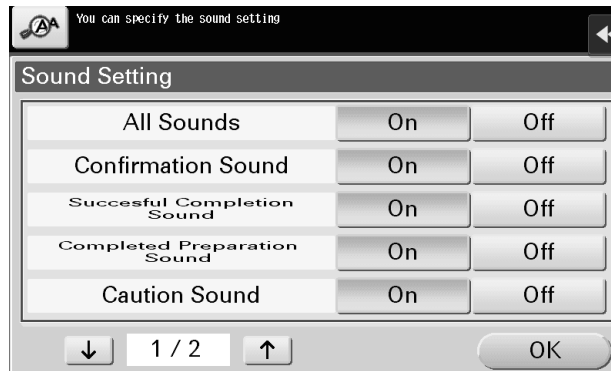 You can specify the sound setting
Sound Setting
All Sounds On Off
Confirmation Sound On Off
Succesful Completion
Sound On Off
Completed Preparation
Sound On Off
Caution Sound On Off
↓ 1 / 2 ↑ OK